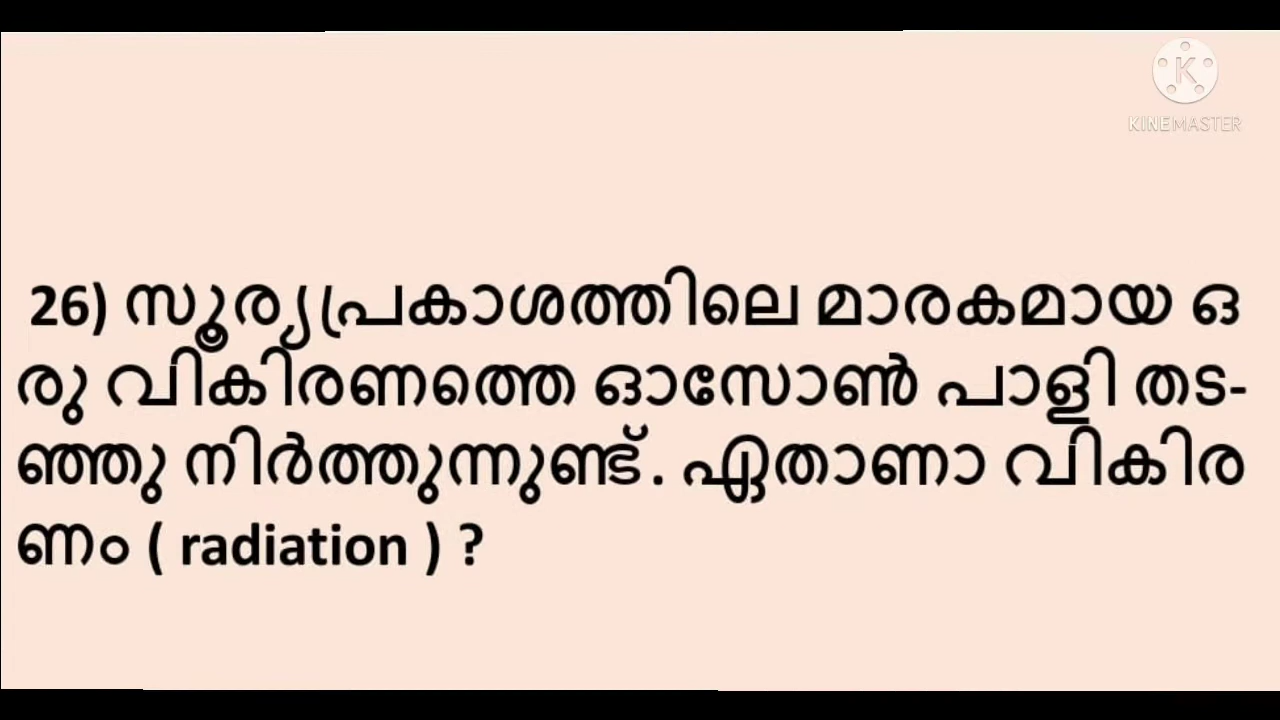 KINEMASTER
26) സൂര്യപ്രകാശത്തിലെ മാരകമായ ഒ
രു വികിരണത്തെ ഓസോൺ പാളി തട-
ഞ്ഞു നിർത്തുന്നുണ്ട് . ഏതാണാ വികിര
ണം ( radiation ) ?